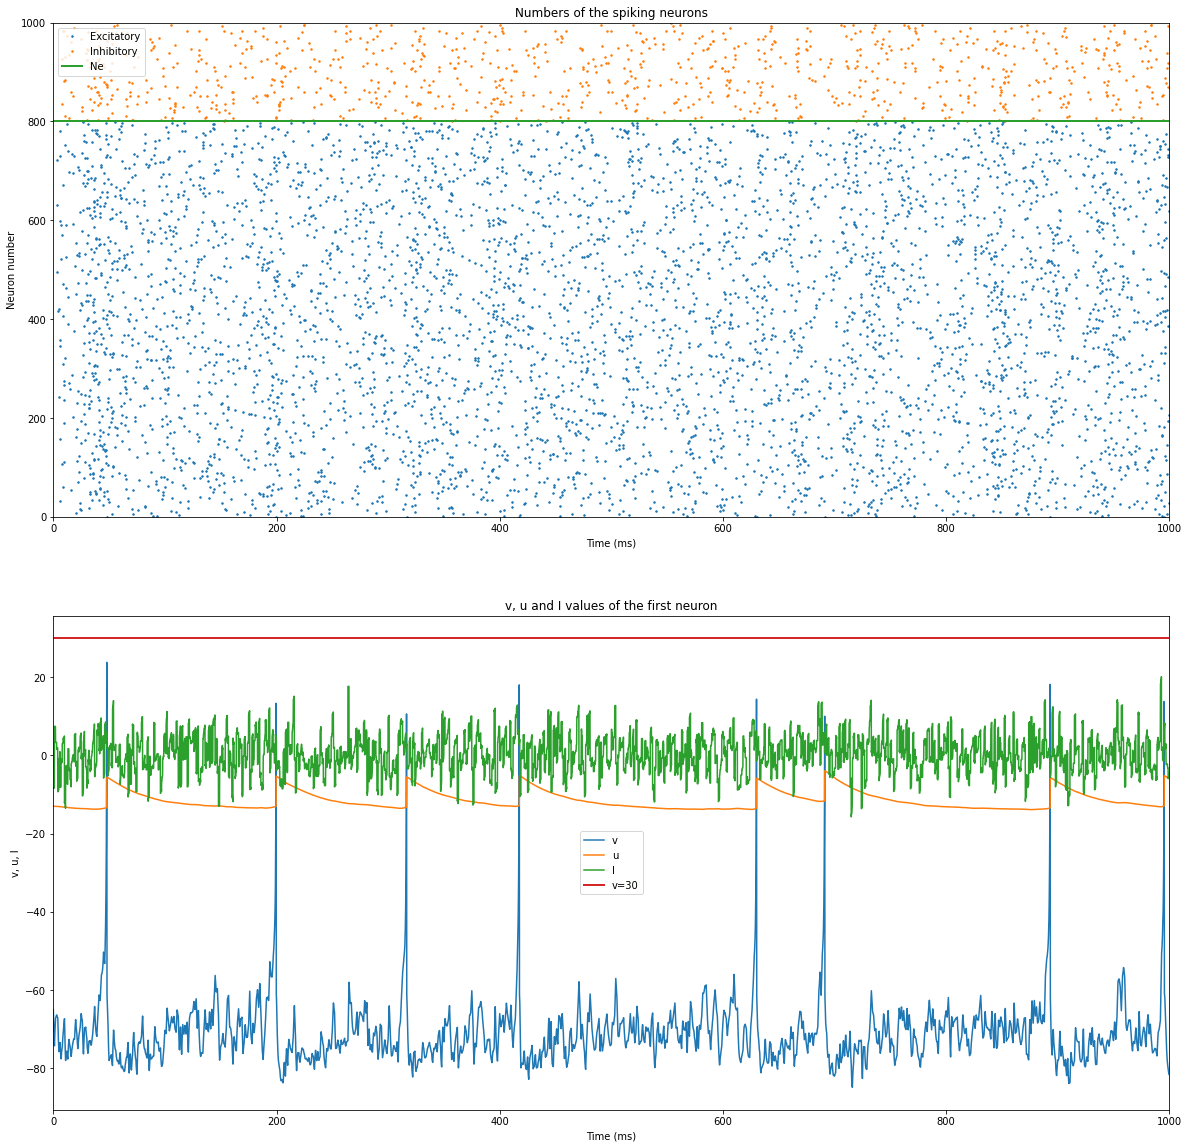 Numbers of the spiking neurons
1000
800
600
400
200
0
Neuron number
Excitatory
Inhibitory
Ne
0 200 400 600 800 1000
Time (ms)
v, u and I values of the first neuron
20
0
−20
−40
−60
−80
v, u, I
v
u
I
v=30
0 200 400 600 800 1000
Time (ms)